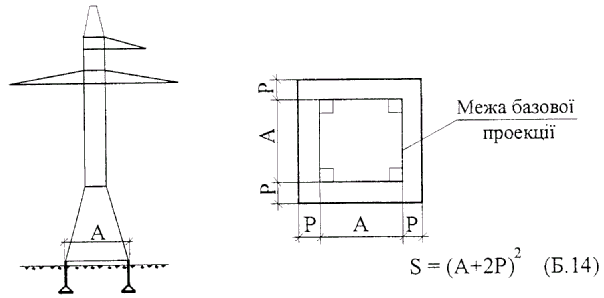 A
P
A
P
P
A
P
Межа базової
проекції
S = (A+2P)² (Б.14)